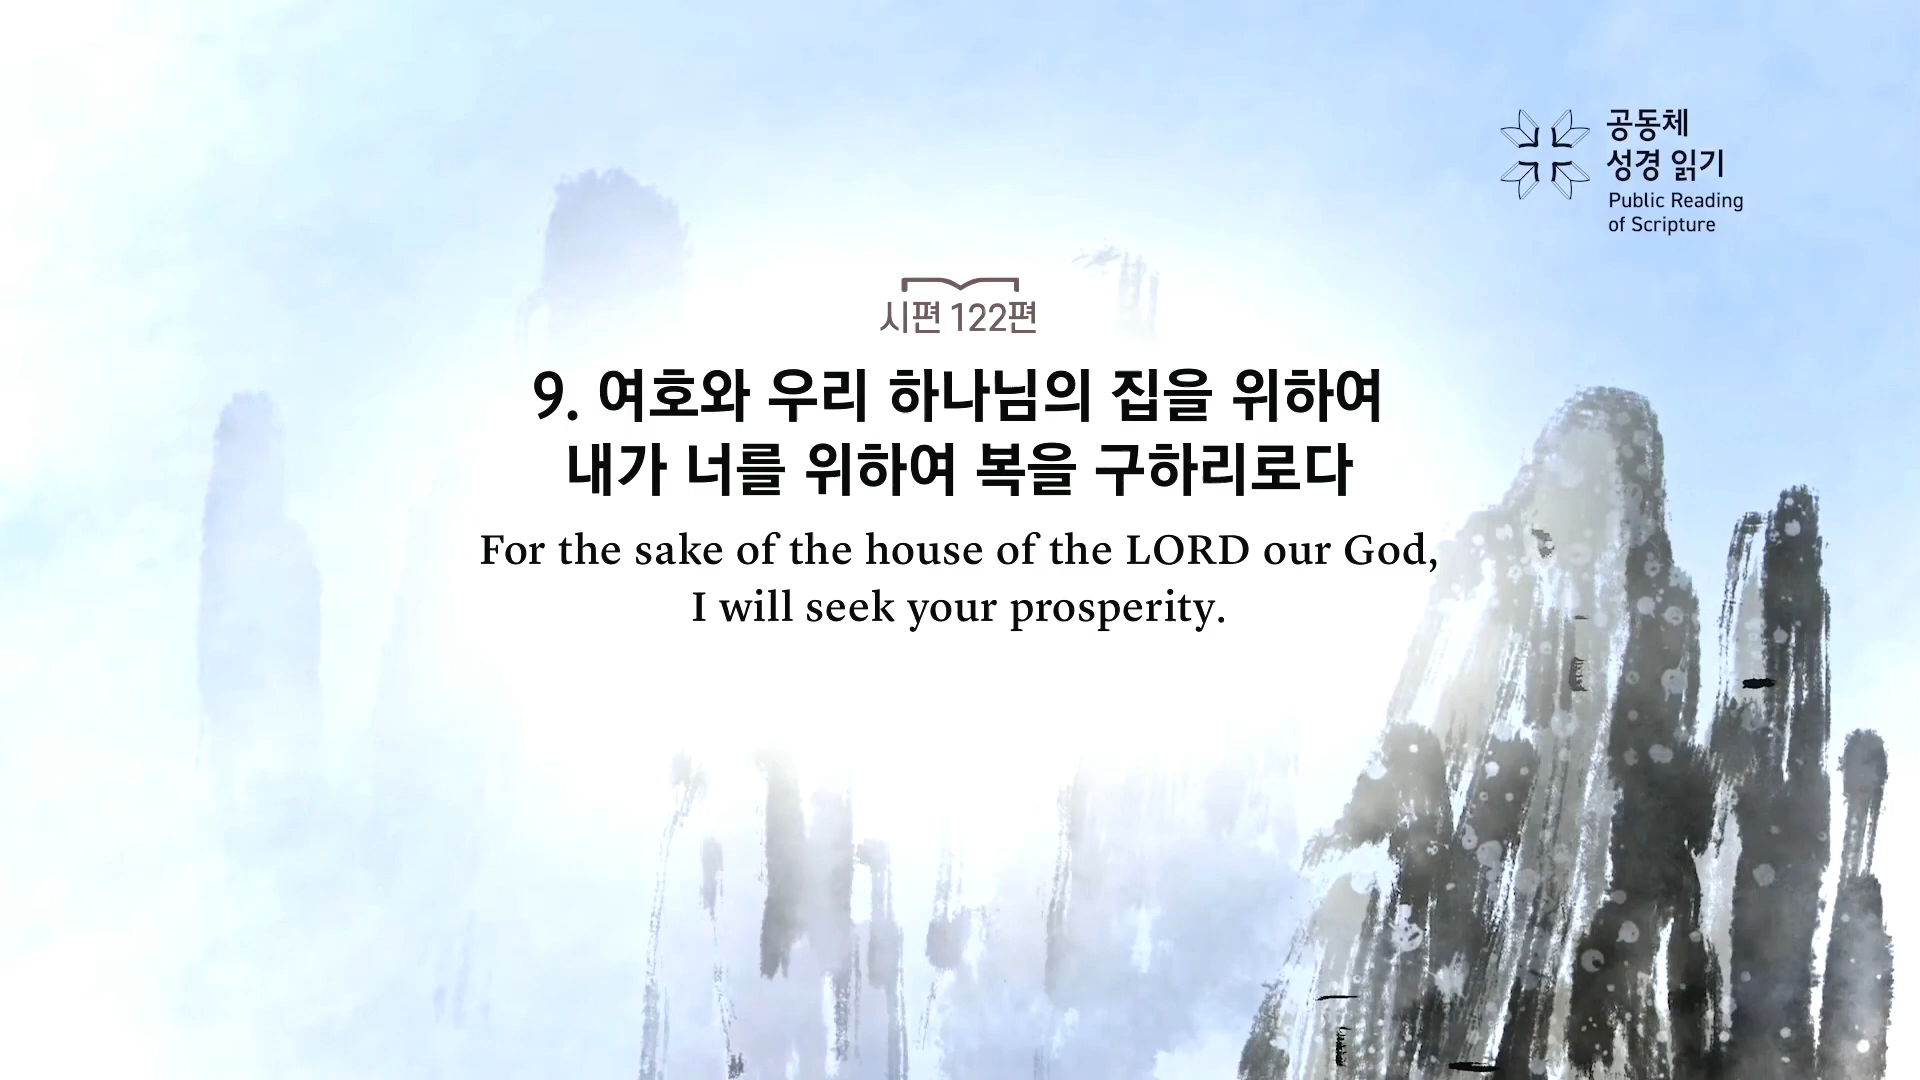 공동체
성경 읽기
Public Reading
of Scripture
시편 122편
9. 여호와 우리 하나님의 집을 위하여
내가 너를 위하여 복을 구하리로다
For the sake of the house of the LORD our God,
I will seek your prosperity.